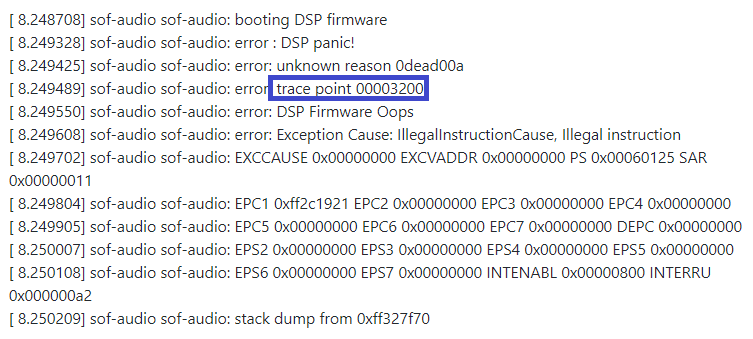 [ 8.248708] sof-audio sof-audio: booting DSP firmware
[ 8.249328] sof-audio sof-audio: error : DSP panic!
[ 8.249425] sof-audio sof-audio: error: unknown reason 0dead00a
[ 8.249489] sof-audio sof-audio: error: trace point 00003200
[ 8.249550] sof-audio sof-audio: error: DSP Firmware Oops
[ 8.249608] sof-audio sof-audio: error: Exception Cause: IllegalInstructionCause, Illegal instruction
[ 8.249702] sof-audio sof-audio: EXCCAUSE 0x00000000 EXCVADDR 0x00000000 PS 0x00060125 SAR
0x00000011
[ 8.249804] sof-audio sof-audio: EPC1 0xff2c1921 EPC2 0x00000000 EPC3 0x00000000 EPC4 0x00000000
[ 8.249905] sof-audio sof-audio: EPC5 0x00000000 EPC6 0x00000000 EPC7 0x00000000 DEPC 0x00000000
[ 8.250007] sof-audio sof-audio: EPS2 0x00000000 EPS3 0x00000000 EPS4 0x00000000 EPS5 0x00000000
[ 8.250108] sof-audio sof-audio: EPS6 0x00000000 EPS7 0x00000000 INTENABL 0x00000800 INTERRU
0x000000a2
[ 8.250209] sof-audio sof-audio: stack dump from 0xff327f70